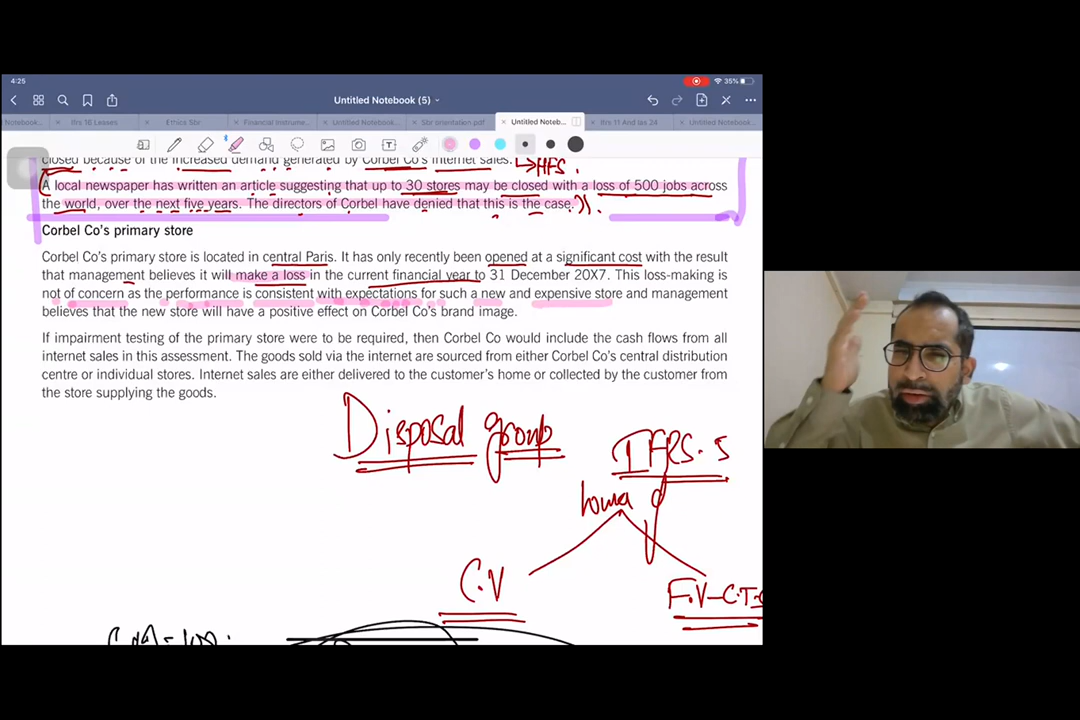 4:25
35%
Untitled Notebook (5)
Notebook...
Ifrs 16 Leases
Ethics Sbr
Financial Instrume...
Untitled Notebook...
Sbr orientation.pdf
Untitled Noteb...
Ifrs 11 And Ias 24
Untitled Notebook...
closed because of the increased demand generated by Corbel Co's internet sales. → HFS.
A local newspaper has written an article suggesting that up to 30 stores may be closed with a loss of 500 jobs across
the world, over the next five years. The directors of Corbel have denied that this is the case.
Corbel Co's primary store
Corbel Co's primary store is located in central Paris. It has only recently been opened at a significant cost with the result
that management believes it will make a loss in the current financial year to 31 December 20X7. This loss-making is
not of concern as the performance is consistent with expectations for such a new and expensive store and management
believes that the new store will have a positive effect on Corbel Co's brand image.
If impairment testing of the primary store were to be required, then Corbel Co would include the cash flows from all
internet sales in this assessment. The goods sold via the internet are sourced from either Corbel Co's central distribution
centre or individual stores. Internet sales are either delivered to the customer's home or collected by the customer from
the store supplying the goods.
Disposal group
IFRS.5
C.V
F.V-C.T.